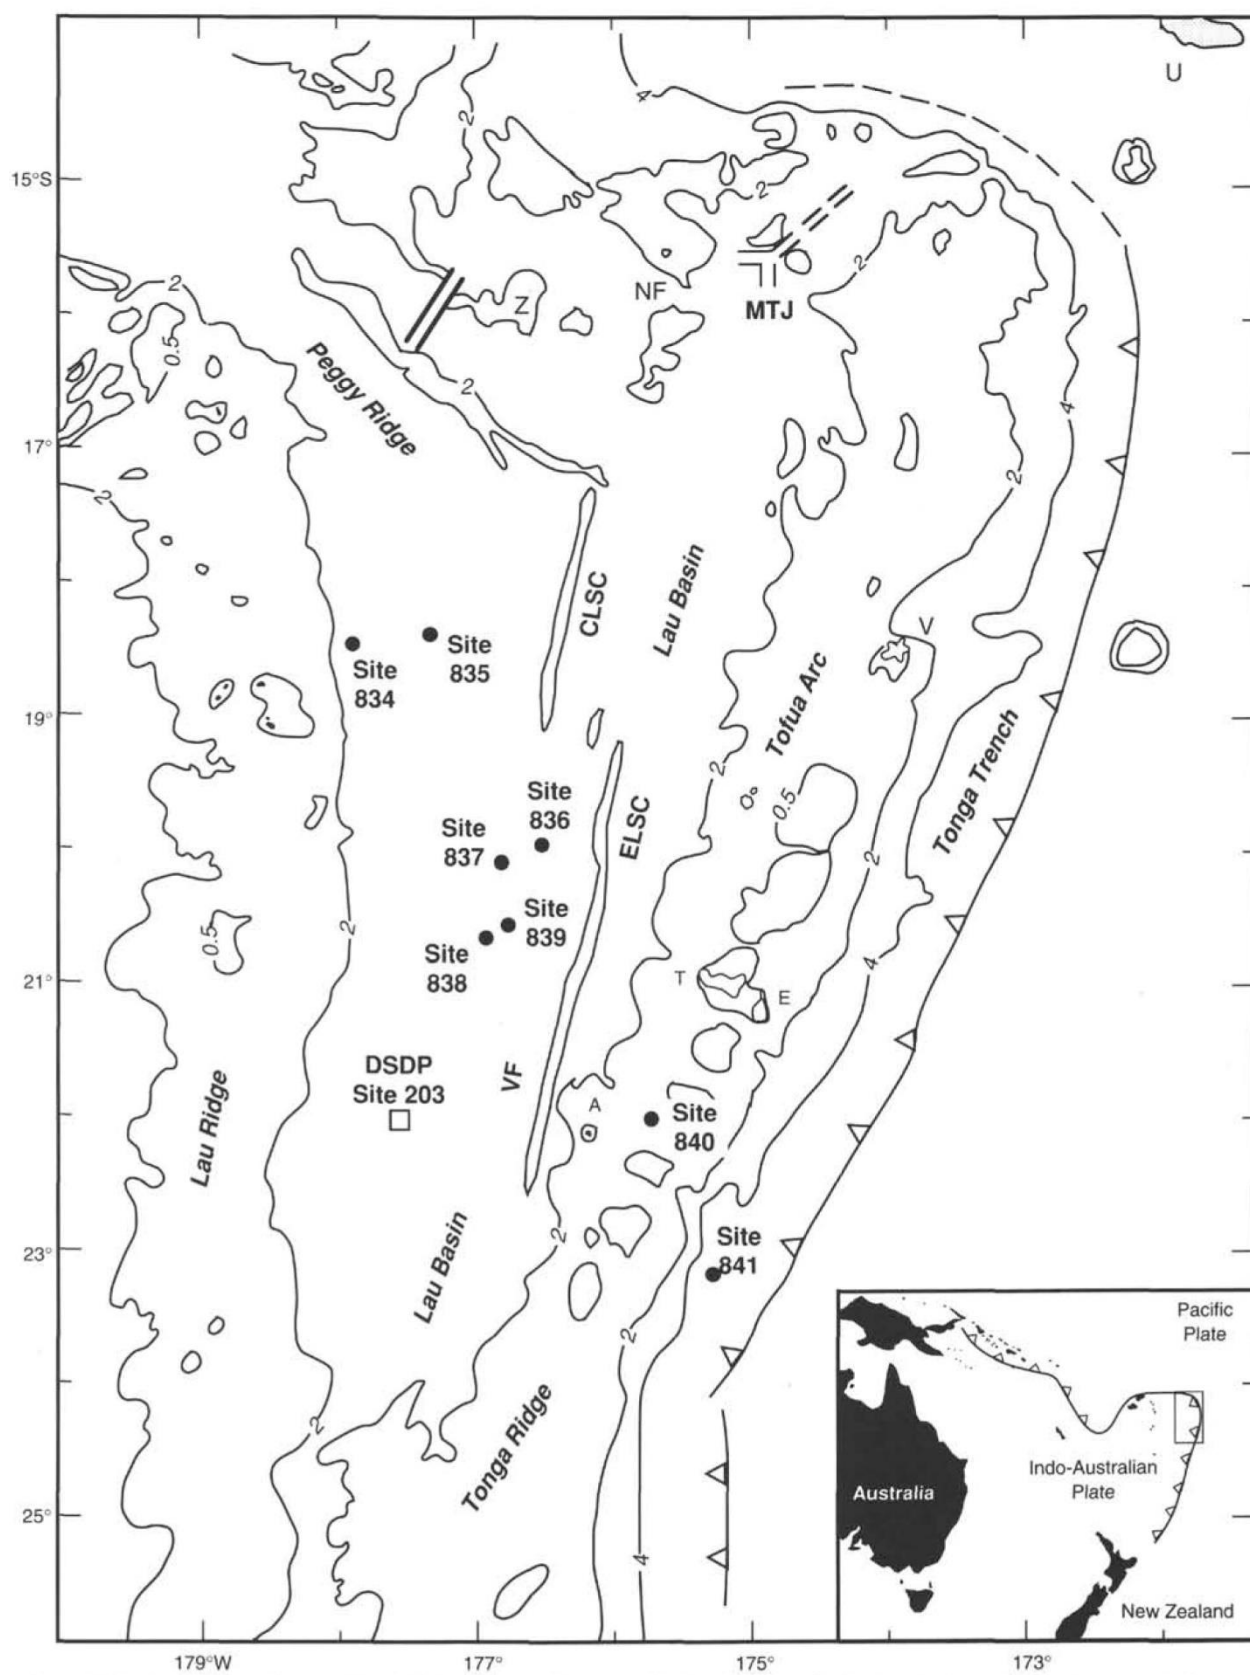 U
4
2
15°S
2
2
NF
MTJ
Z
2
0.5
Peggy Ridge
2
4
17°
2
2
CLSC
Lau Basin
V
Site
834
Site
835
Tofua Arc
19°
2
0.5
Tonga Trench
Site
836
Site
837
ELSC
2
Site
839
Site
838
0.5
2
4
21°
T
E
DSDP
Site 203
VF
A
Site
840
Lau Ridge
Lau Basin
2
Site
841
23°
2
Tonga Ridge
2
25°
4
Pacific
Plate
Indo-Australian
Plate
Australia
New Zealand
179°W
177°
175°
173°